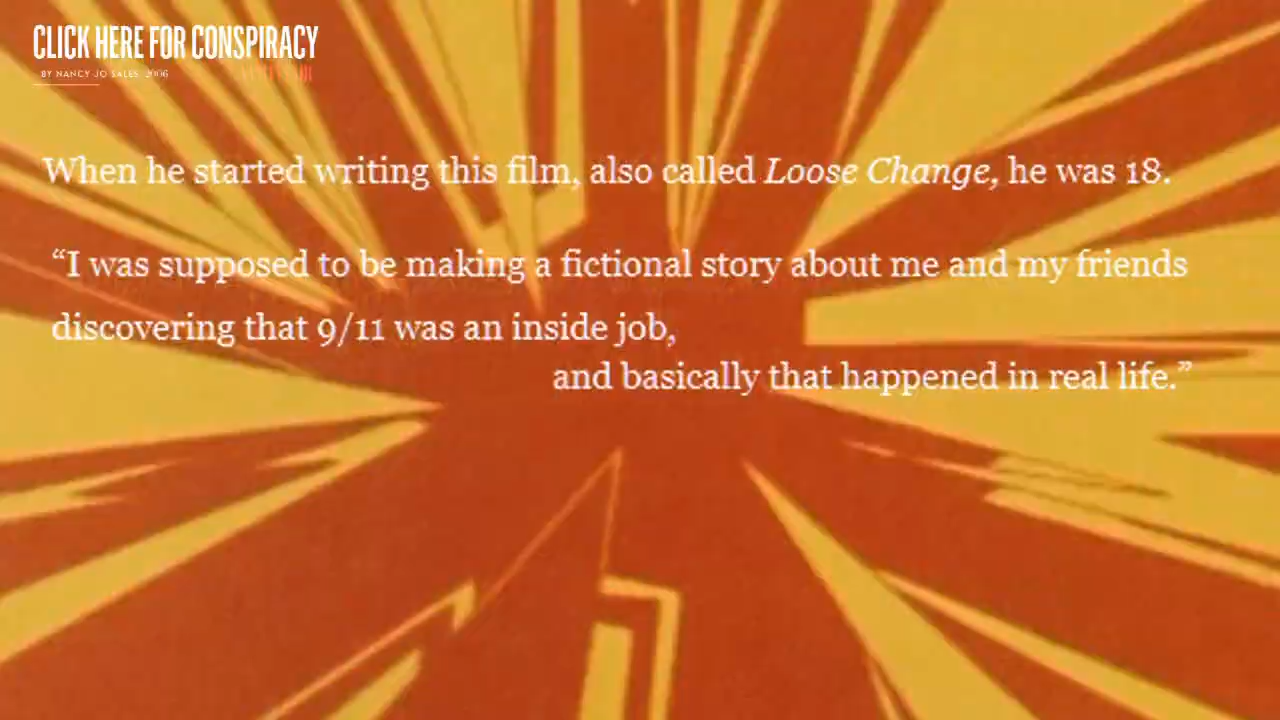 CLICK HERE FOR CONSPIRACY
BY NANCY JO SALES, 2006
When he started writing this film, also called Loose Change, he was 18.
“I was supposed to be making a fictional story about me and my friends
discovering that 9/11 was an inside job,
and basically that happened in real life.”